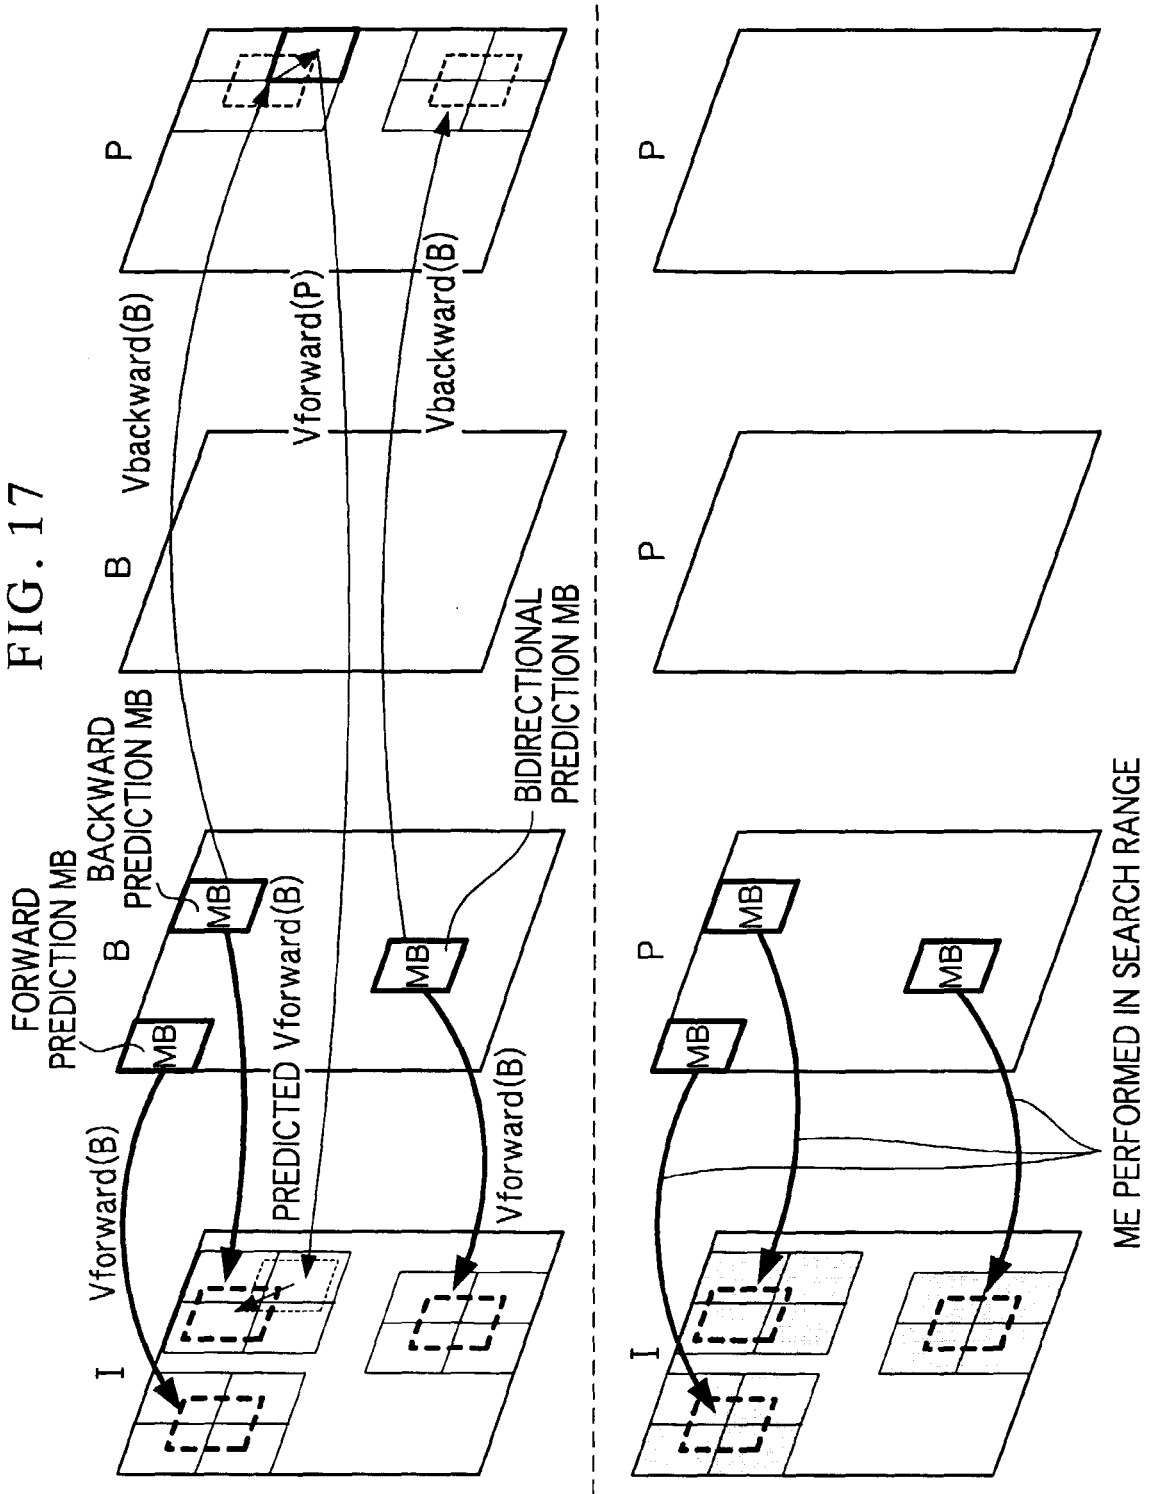 FIG. 17
I
B
B
P
FORWARD
PREDICTION MB
BACKWARD
PREDICTION MB
Vforward(B)
MB
MB
Vbackward(B)
PREDICTED Vforward(B)
Vforward(P)
MB
Vbackward(B)
Vforward(B)
BIDIRECTIONAL
PREDICTION MB
I
P
P
P
MB
MB
MB
ME PERFORMED IN SEARCH RANGE